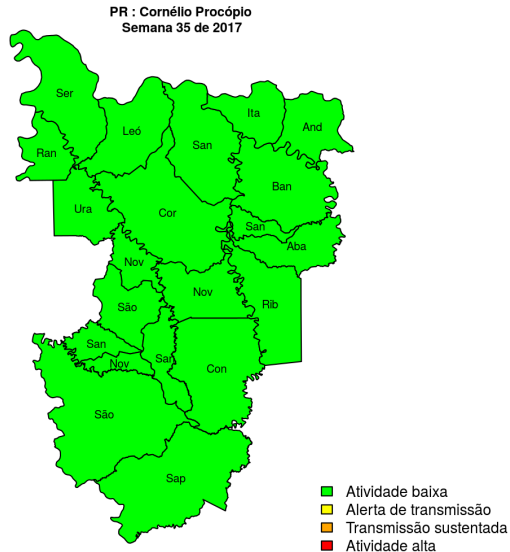 PR : Cornélio Procópio
Semana 35 de 2017
Ser
Ita
And
Leó
San
Ran
Ban
Ura
Cor
San
Aba
Nov
Nov
Rib
São
San
San
Nov
Con
São
Sap
Atividade baixa
Alerta de transmissão
Transmissão sustentada
Atividade alta